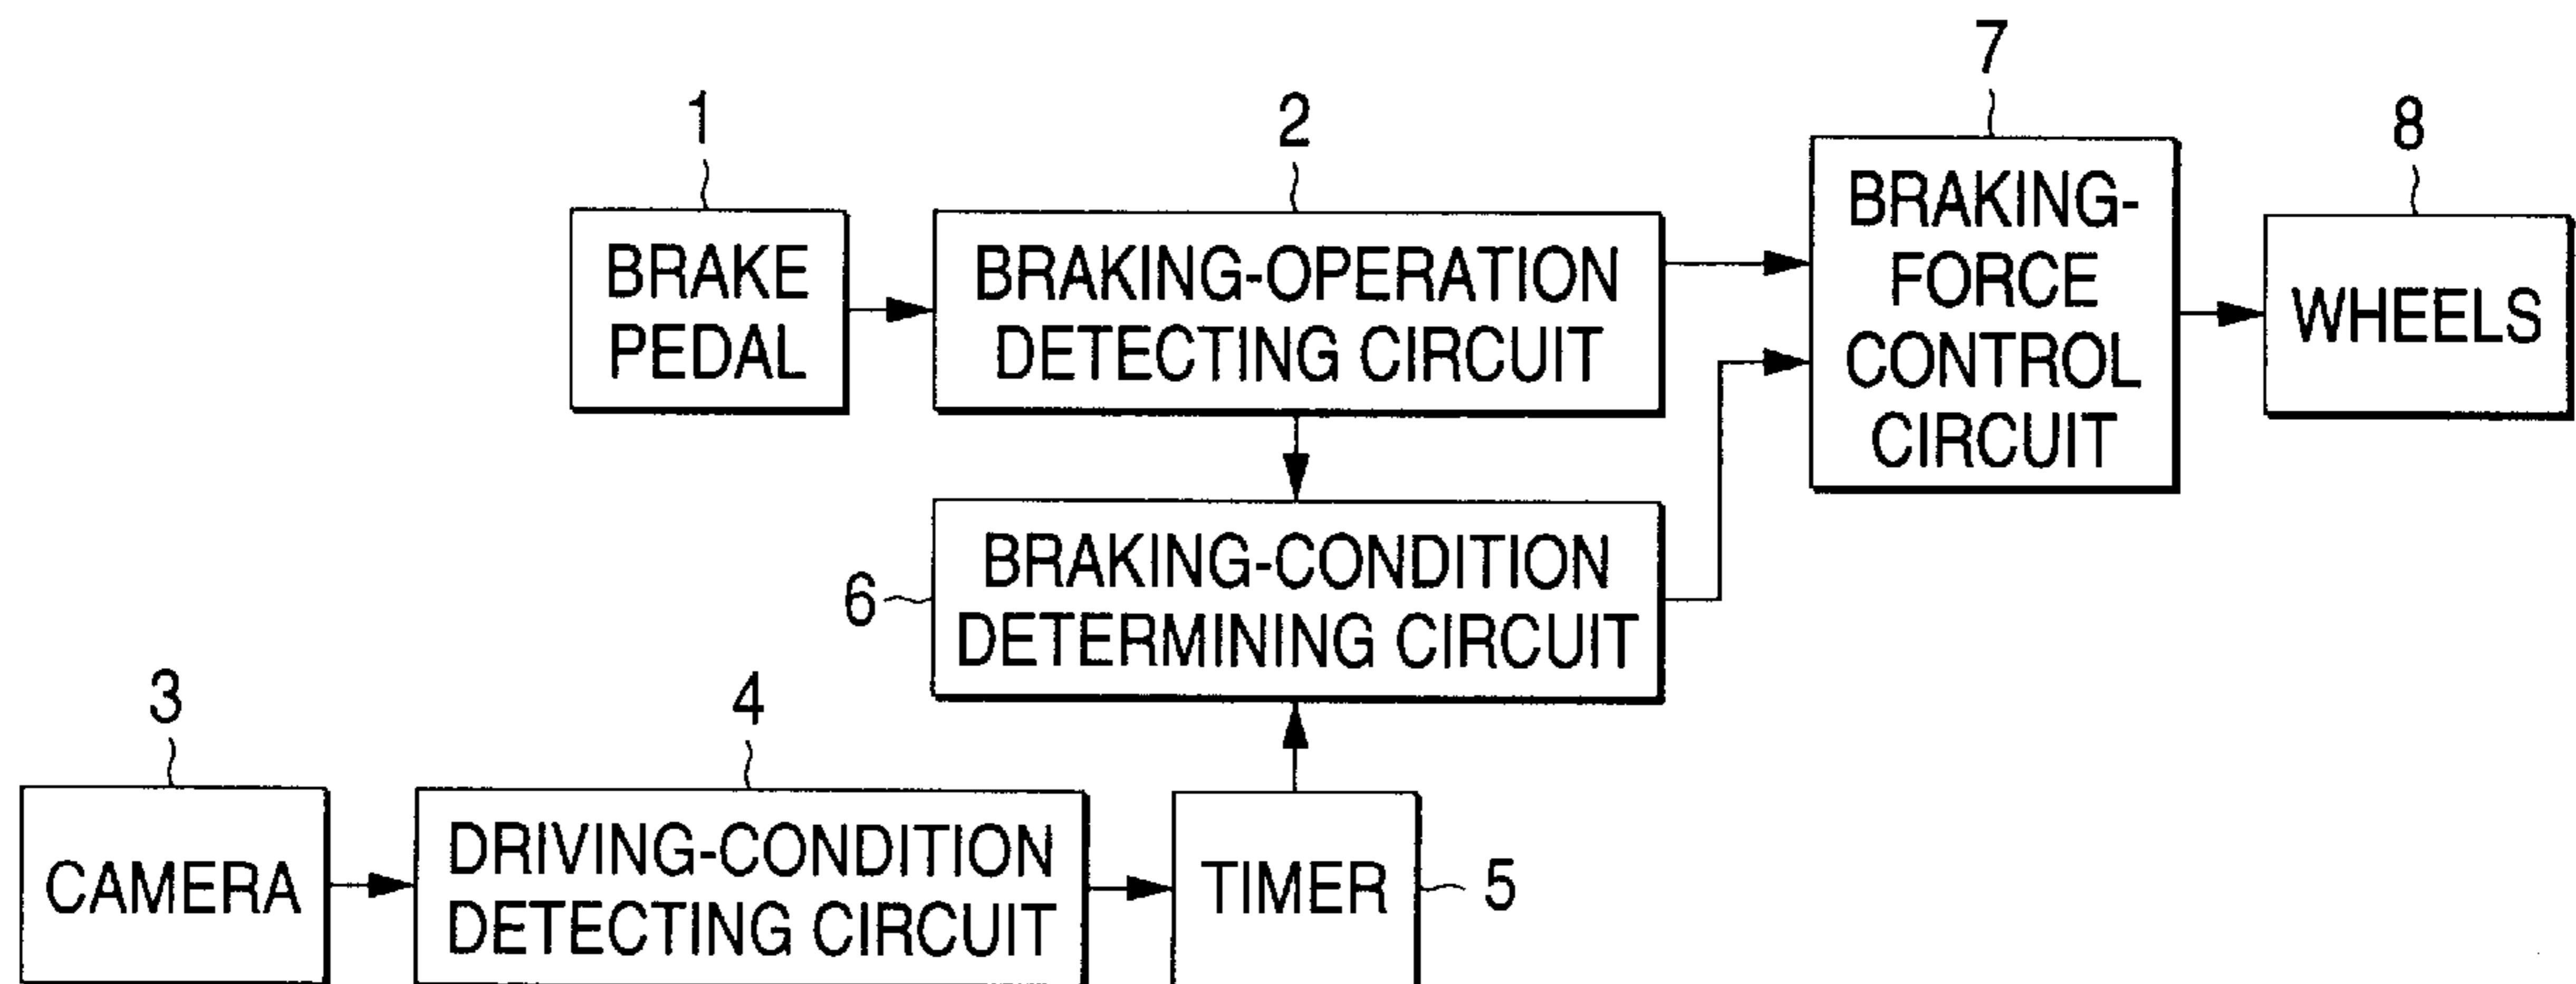 7
1
2
8
BRAKE
PEDAL
BRAKING-OPERATION
DETECTING CIRCUIT
BRAKING-
FORCE
CONTROL
CIRCUIT
WHEELS
6
BRAKING-CONDITION
DETERMINING CIRCUIT
3
4
CAMERA
DRIVING-CONDITION
DETECTING CIRCUIT
TIMER
5